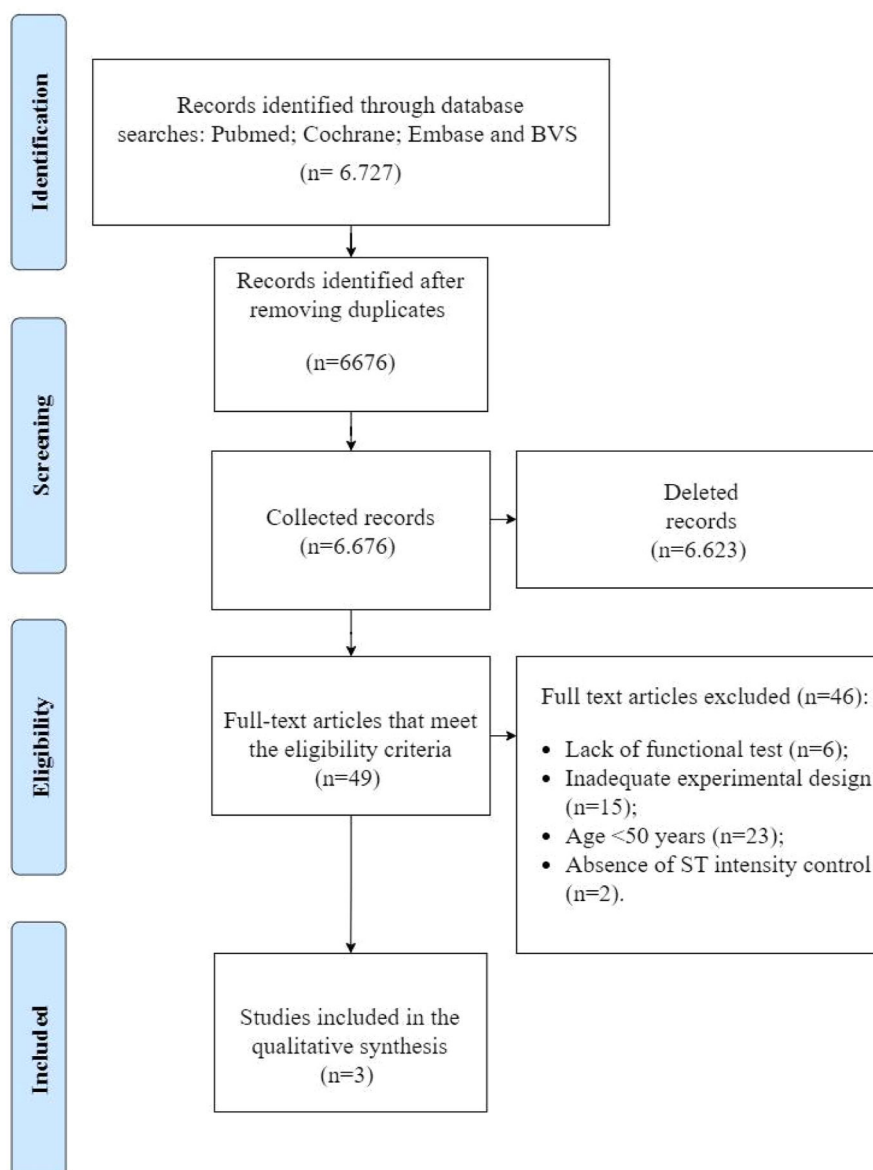 Identification
Records identified through database
searches: Pubmed; Cochrane; Embase and BVS
(n= 6.727)
Records identified after
removing duplicates
(n=6676)
Screening
Collected records
(n=6.676)
Deleted
records
(n=6.623)
Eligibility
Full-text articles that meet
the eligibility criteria
(n=49)
Full text articles excluded (n=46):
• Lack of functional test (n=6);
• Inadequate experimental design
(n=15);
• Age <50 years (n=23);
• Absence of ST intensity control
(n=2).
Included
Studies included in the
qualitative synthesis
(n=3)